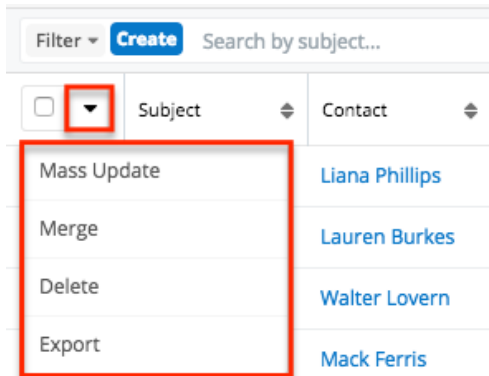 Filter Create Search by subject...
Subject Contact
Mass Update Liana Phillips
Merge Lauren Burkes
Delete Walter Lovern
Export Mack Ferris